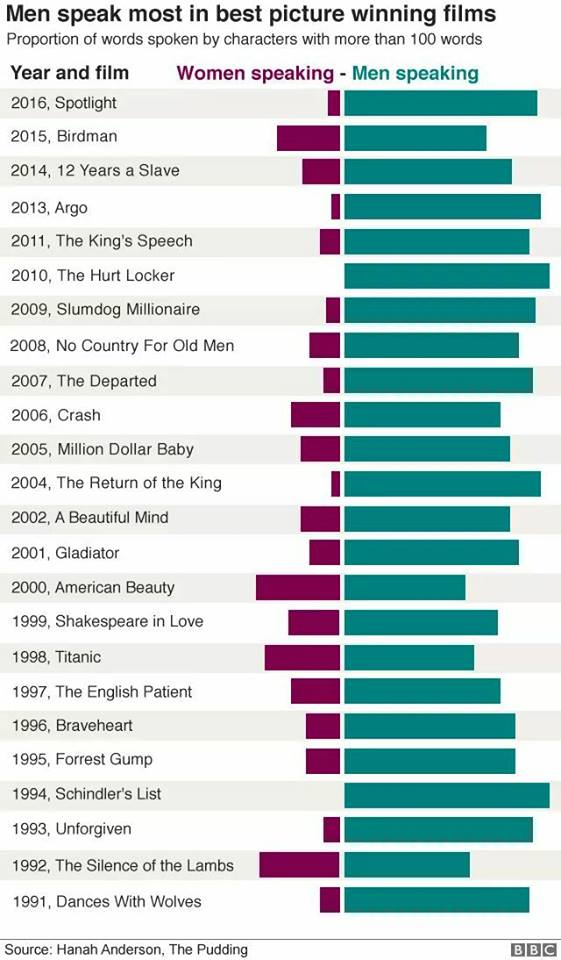 Men speak most in best picture winning films
Proportion of words spoken by characters with more than 100 words
Year and film Women speaking - Men speaking
2016, Spotlight
2015, Birdman
2014, 12 Years a Slave
2013, Argo
2011, The King's Speech
2010, The Hurt Locker
2009, Slumdog Millionaire
2008, No Country For Old Men
2007, The Departed
2006, Crash
2005, Million Dollar Baby
2004, The Return of the King
2002, A Beautiful Mind
2001, Gladiator
2000, American Beauty
1999, Shakespeare in Love
1998, Titanic
1997, The English Patient
1996, Braveheart
1995, Forrest Gump
1994, Schindler's List
1993, Unforgiven
1992, The Silence of the Lambs
1991, Dances With Wolves
Source: Hanah Anderson, The Pudding
BBC